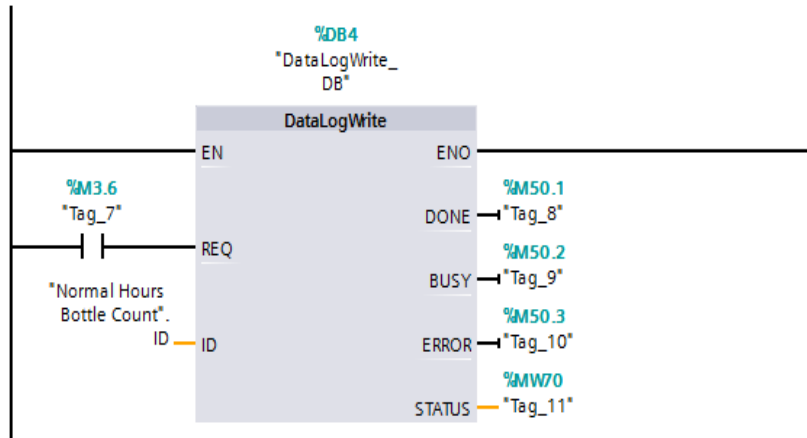 %DB4
"DataLogWrite_
DB"
DataLogWrite
EN
ENO
%M3.6
"Tag_7"
REQ
"Normal Hours
Bottle Count".
ID
ID
%M50.1
DONE
"Tag_8"
%M50.2
BUSY
"Tag_9"
%M50.3
ERROR
"Tag_10"
%MW70
STATUS
"Tag_11"